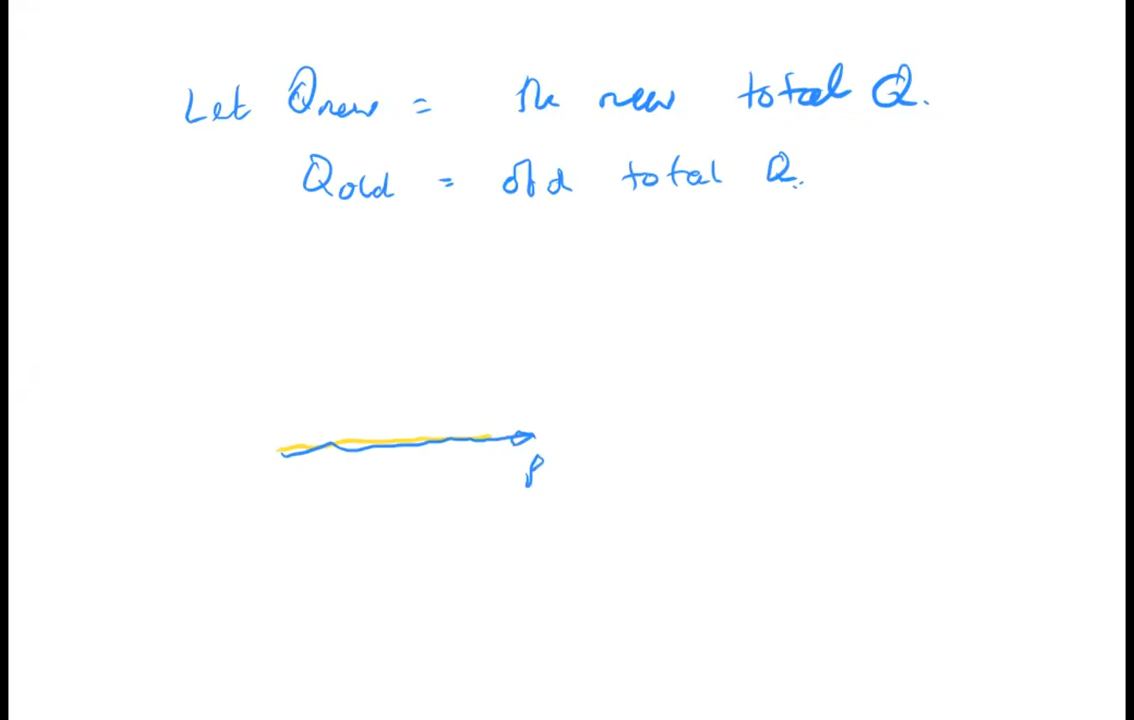 Let Qnew = the new total Q.
Qold = old total Q.
P